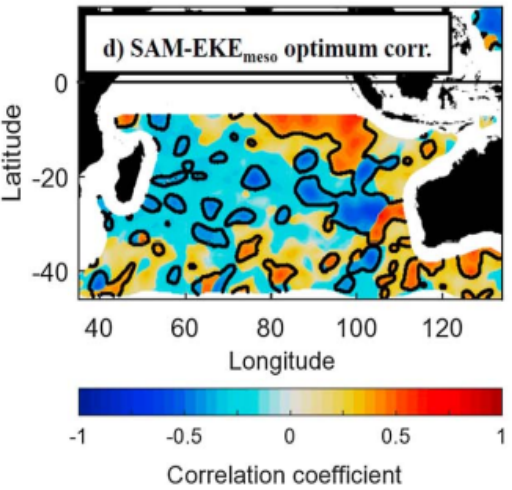 d) SAM-EKEmeso optimum corr.
Latitude
0
-20
-40
40 60 80 100 120
Longitude
-1 -0.5 0 0.5 1
Correlation coefficient